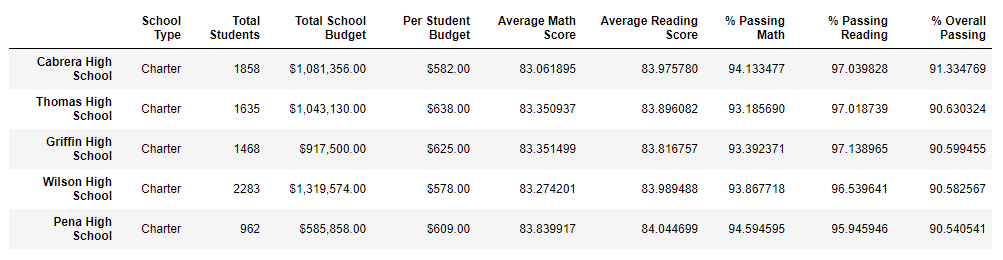 School Type Total Students Total School Budget Per Student Budget Average Math Score Average Reading Score % Passing Math % Passing Reading % Overall Passing
Cabrera High School Charter 1858 $1,081,356.00 $582.00 83.061895 83.975780 94.133477 97.039828 91.334769
Thomas High School Charter 1635 $1,043,130.00 $638.00 83.350937 83.896082 93.185690 97.018739 90.630324
Griffin High School Charter 1468 $917,500.00 $625.00 83.351499 83.816757 93.392371 97.138965 90.599455
Wilson High School Charter 2283 $1,319,574.00 $578.00 83.274201 83.989488 93.867718 96.539641 90.582567
Pena High School Charter 962 $585,858.00 $609.00 83.839917 84.044699 94.594595 95.945946 90.540541